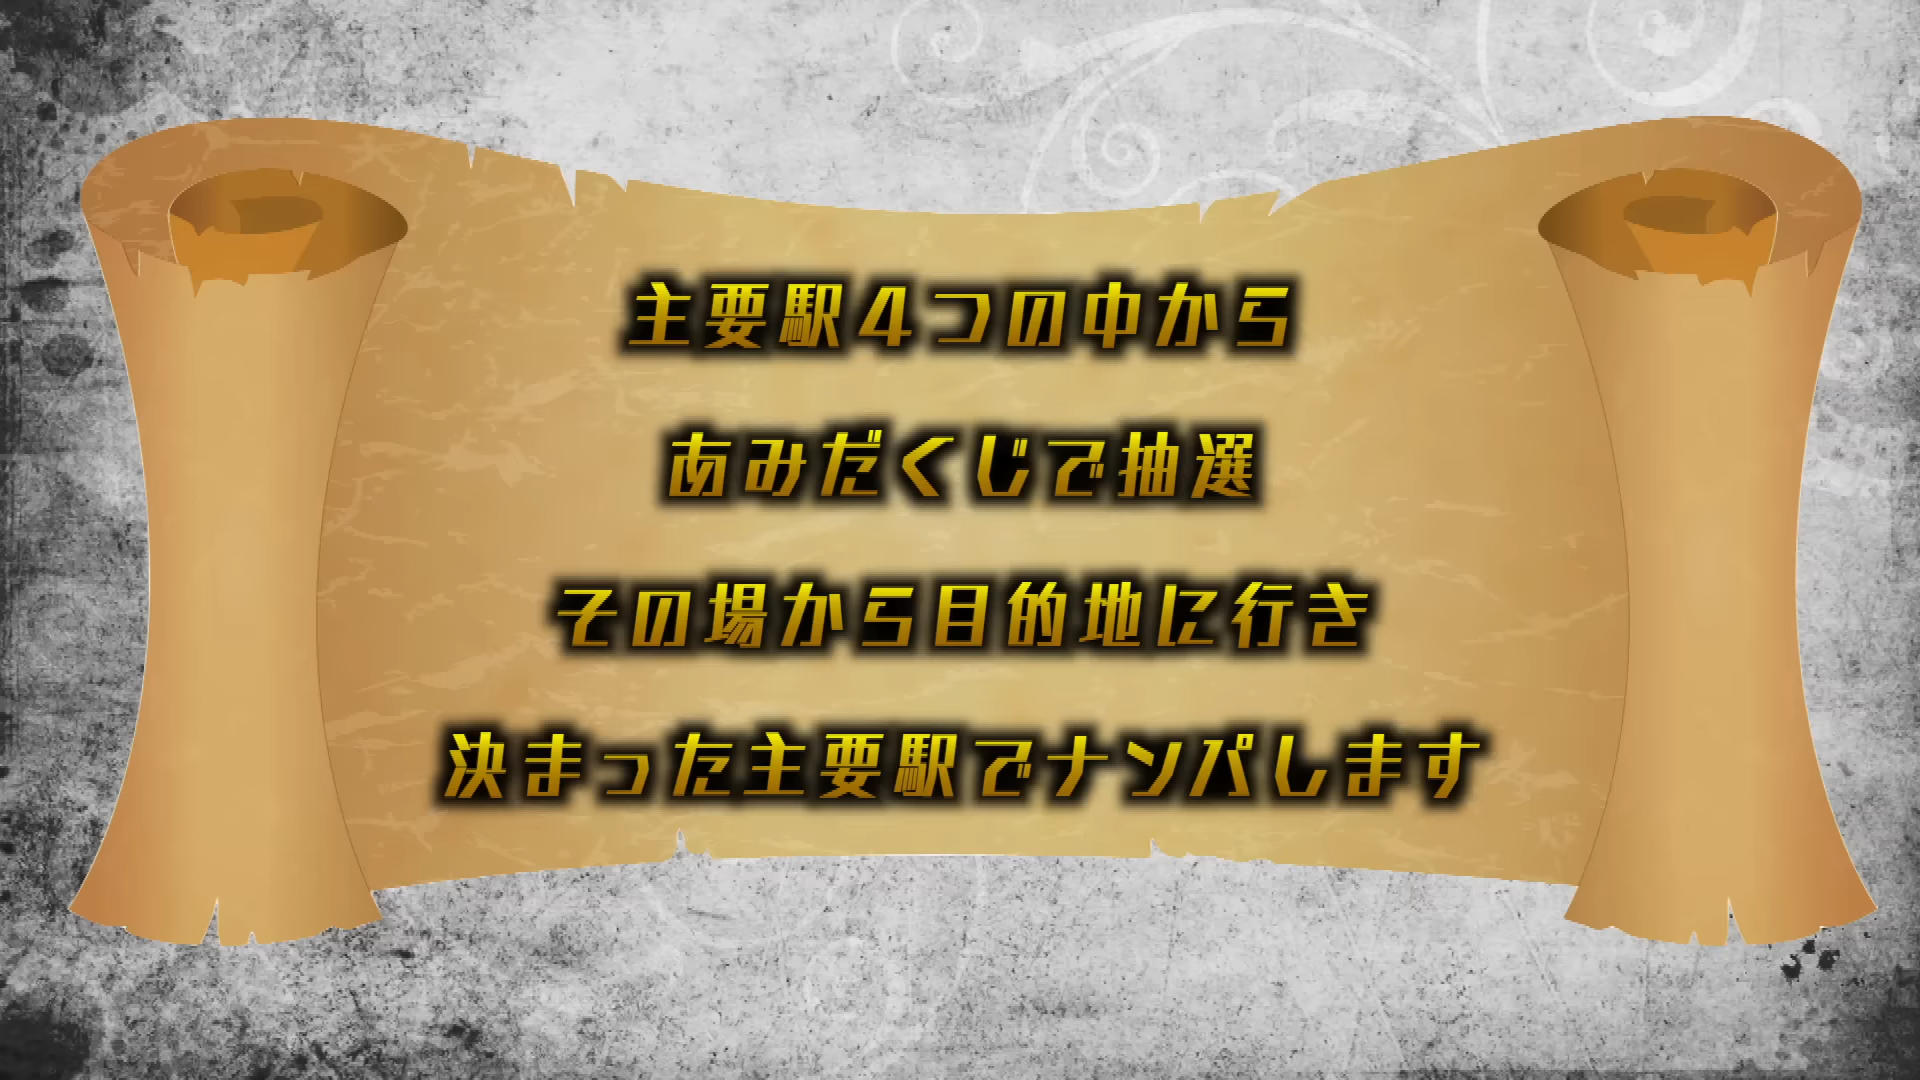 主要駅4つの中から
あみだくじで抽選
その場から目的地に行き
決まった主要駅でナンパします